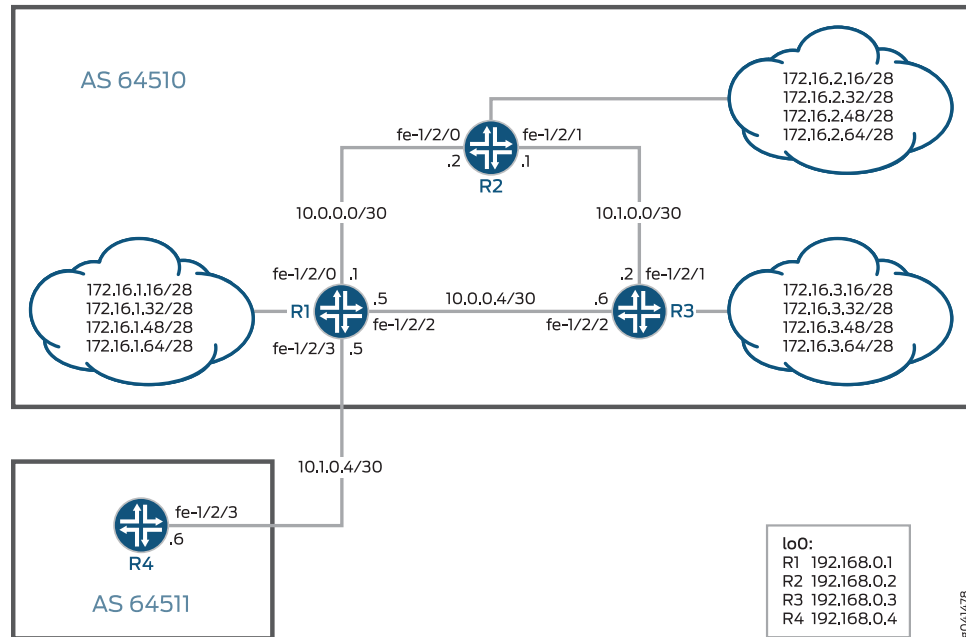 AS 64510
172.16.2.16/28
172.16.2.32/28
172.16.2.48/28
172.16.2.64/28
fe-1/2/0
fe-1/2/1
.2
.1
R2
10.0.0.0/30
10.1.0.0/30
172.16.1.16/28
172.16.1.32/28
172.16.1.48/28
172.16.1.64/28
fe-1/2/0
.1
R1
.5
fe-1/2/2
fe-1/2/3
.5
10.0.0.4/30
.2
fe-1/2/1
.6
fe-1/2/2
R3
172.16.3.16/28
172.16.3.32/28
172.16.3.48/28
172.16.3.64/28
10.1.0.4/30
fe-1/2/3
.6
R4
AS 64511
lo0:
R1 192.168.0.1
R2 192.168.0.2
R3 192.168.0.3
R4 192.168.0.4